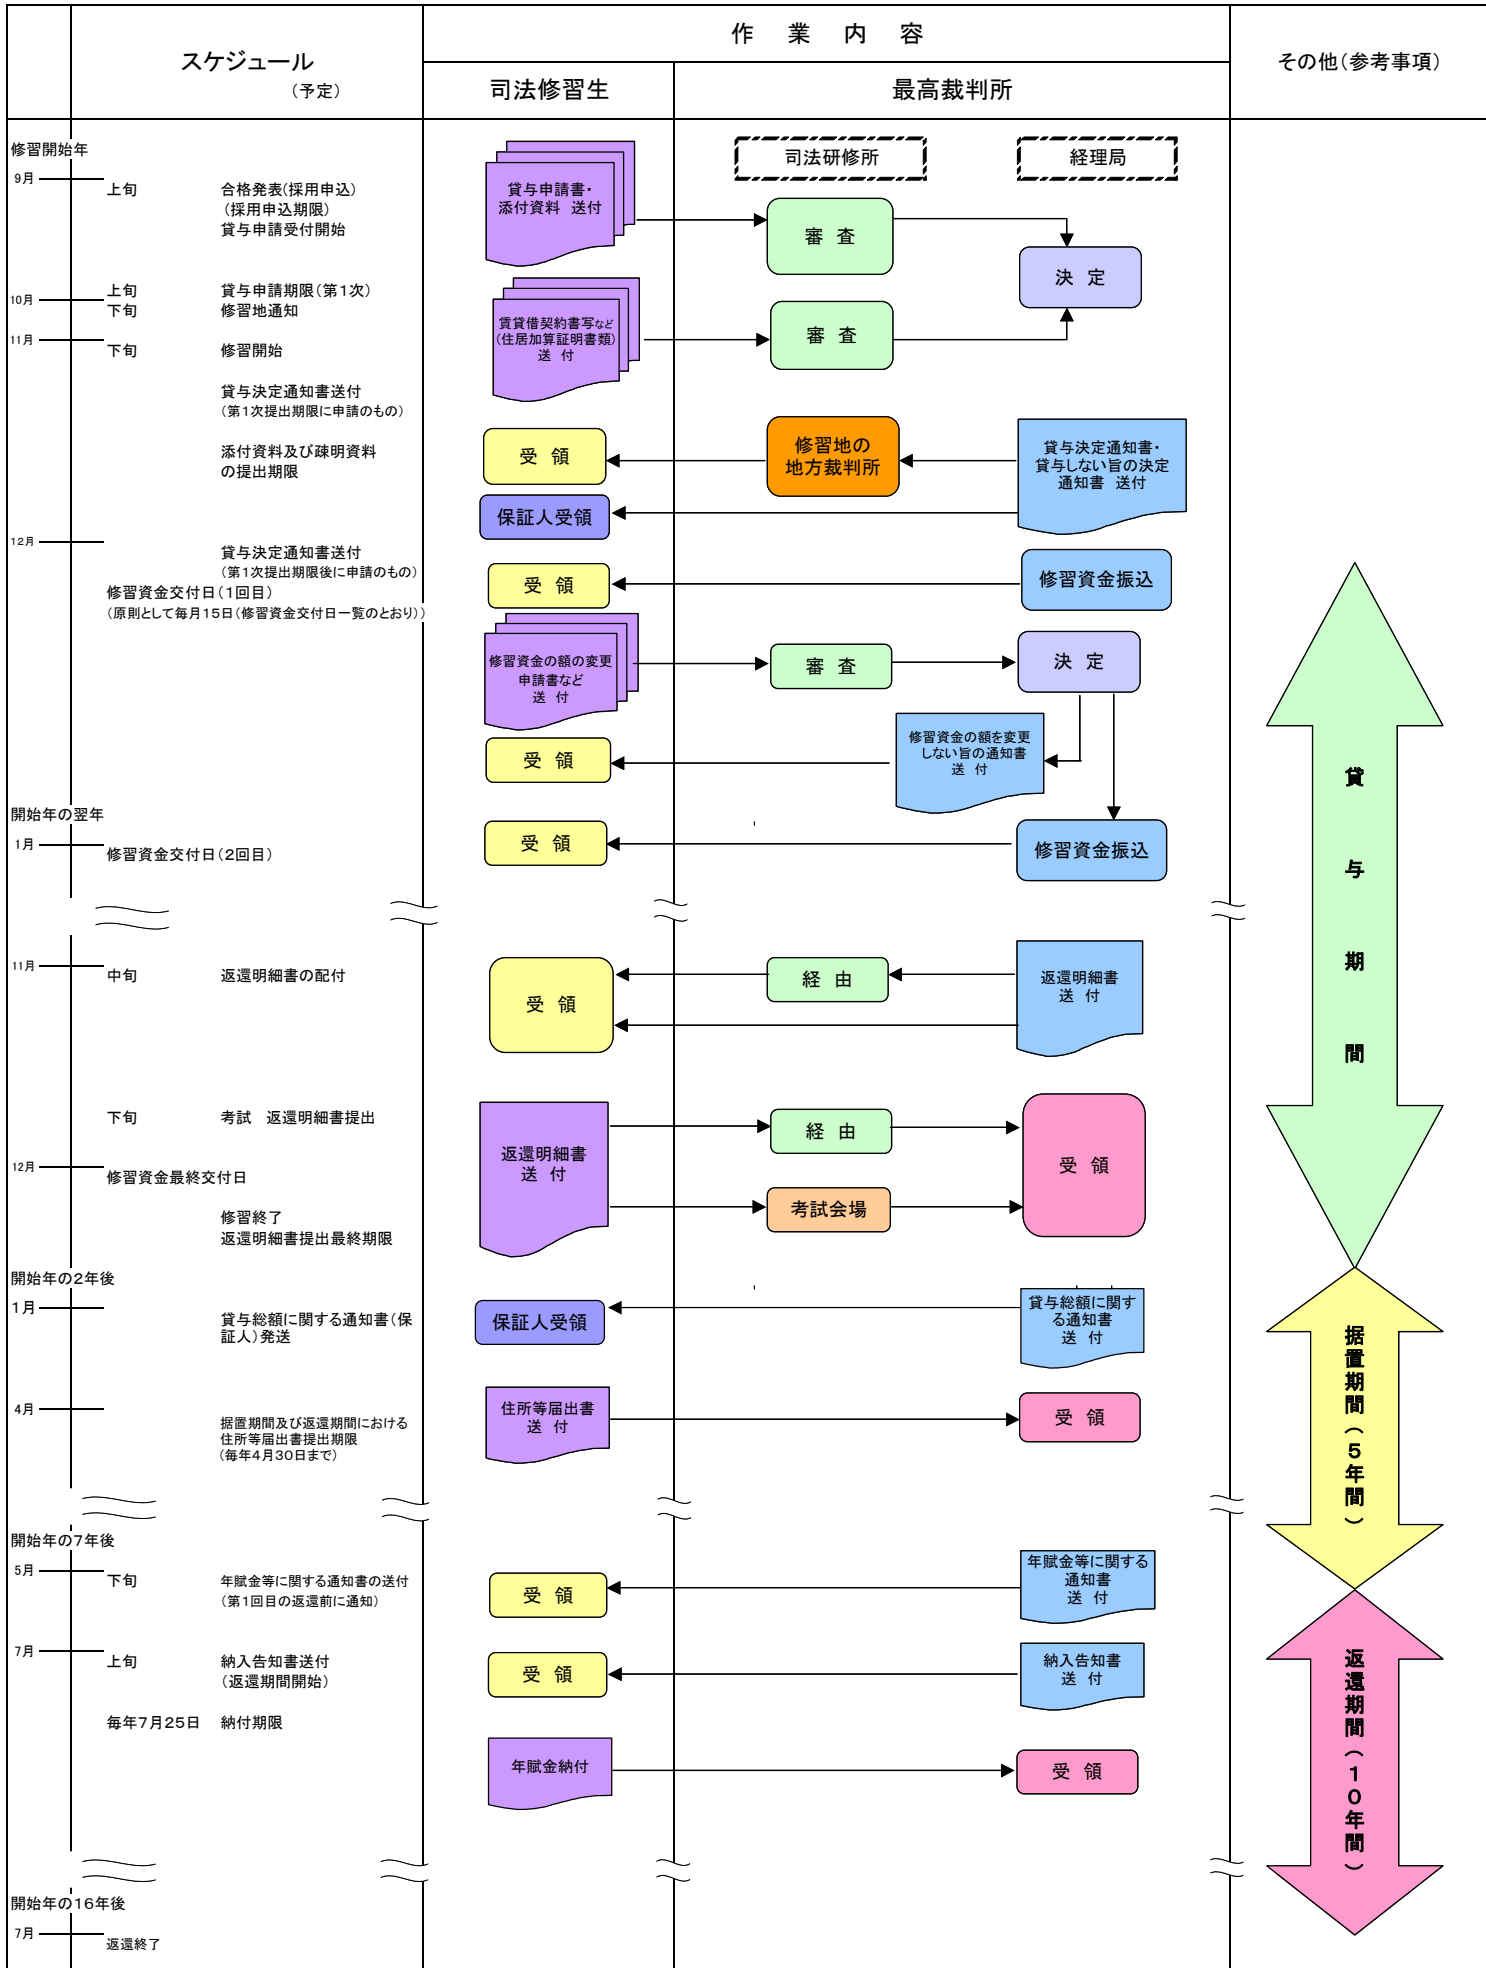 スケジュール
(予定)
作 業 内 容
司法修習生
最高裁判所
その他(参考事項)
司法研修所
経理局
修習開始年
9月
上旬 合格発表(採用申込)
(採用申込期限)
貸与申請受付開始
貸与申請書・
添付資料 送付
審 査
決 定
10月
上旬 貸与申請期限(第1次)
下旬 修習地通知
賃貸借契約書写など
(住居加算証明書類)
送 付
審 査
11月
下旬 修習開始
貸与決定通知書送付
(第1次提出期限に申請のもの)
添付資料及び疎明資料
の提出期限
受 領
修習地の
地方裁判所
貸与決定通知書・
貸与しない旨の決定
通知書 送付
保証人受領
12月
貸与決定通知書送付
(第1次提出期限後に申請のもの)
修習資金交付日(1回目)
(原則として毎月15日(修習資金交付日一覧のとおり))
受 領
修習資金振込
修習資金の額の変更
申請書など
送 付
審 査
決 定
修習資金の額を変更
しない旨の通知書
送 付
受 領
開始年の翌年
1月
修習資金交付日(2回目)
受 領
修習資金振込
貸与期間
11月
中旬 返還明細書の配付
受 領
経 由
返還明細書
送 付
下旬 考試 返還明細書提出
返還明細書
送 付
経 由
考試会場
受 領
12月
修習資金最終交付日
修習終了
返還明細書提出最終期限
開始年の2年後
1月
貸与総額に関する通知書(保
証人)発送
保証人受領
貸与総額に関す
る通知書
送 付
据置期間(5年間)
4月
据置期間及び返還期間における
住所等届出書提出期限
(毎年4月30日まで)
住所等届出書
送 付
受 領
開始年の7年後
5月
下旬 年賦金等に関する通知書の送付
(第1回目の返還前に通知)
受 領
年賦金等に関する
通知書
送 付
7月
上旬 納入告知書送付
(返還期間開始)
受 領
納入告知書
送 付
毎年7月25日 納付期限
年賦金納付
受 領
返還期間(10年間)
開始年の16年後
7月
返還終了